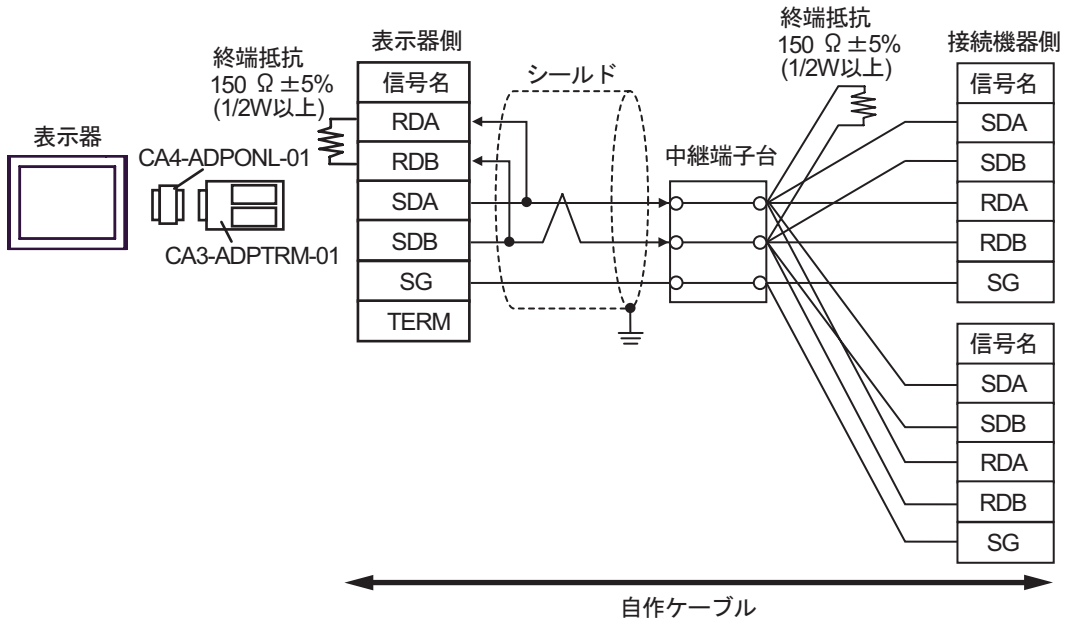 終端抵抗
150 Ω ±5%
(1/2W以上)
表示器側
終端抵抗
150 Ω ±5%
(1/2W以上)
接続機器側
表示器
CA4-ADPONL-01
CA3-ADPTRM-01
信号名
RDA
RDB
SDA
SDB
SG
TERM
シールド
中継端子台
信号名
SDA
SDB
RDA
RDB
SG
信号名
SDA
SDB
RDA
RDB
SG
自作ケーブル